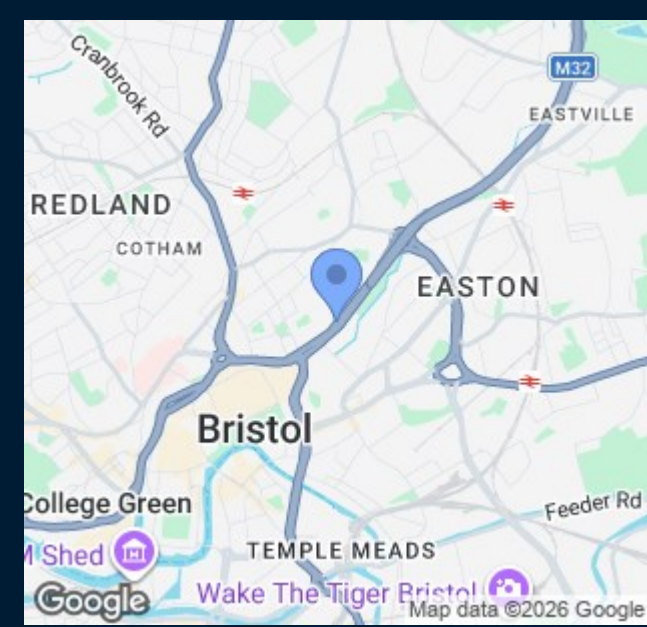 Cranbrook Rd
M32
EASTVILLE
REDLAND
COTHAM
EASTON
Bristol
College Green
Feeder Rd
M Shed
TEMPLE MEADS
Wake The Tiger Bristol
Google
Map data ©2026 Google